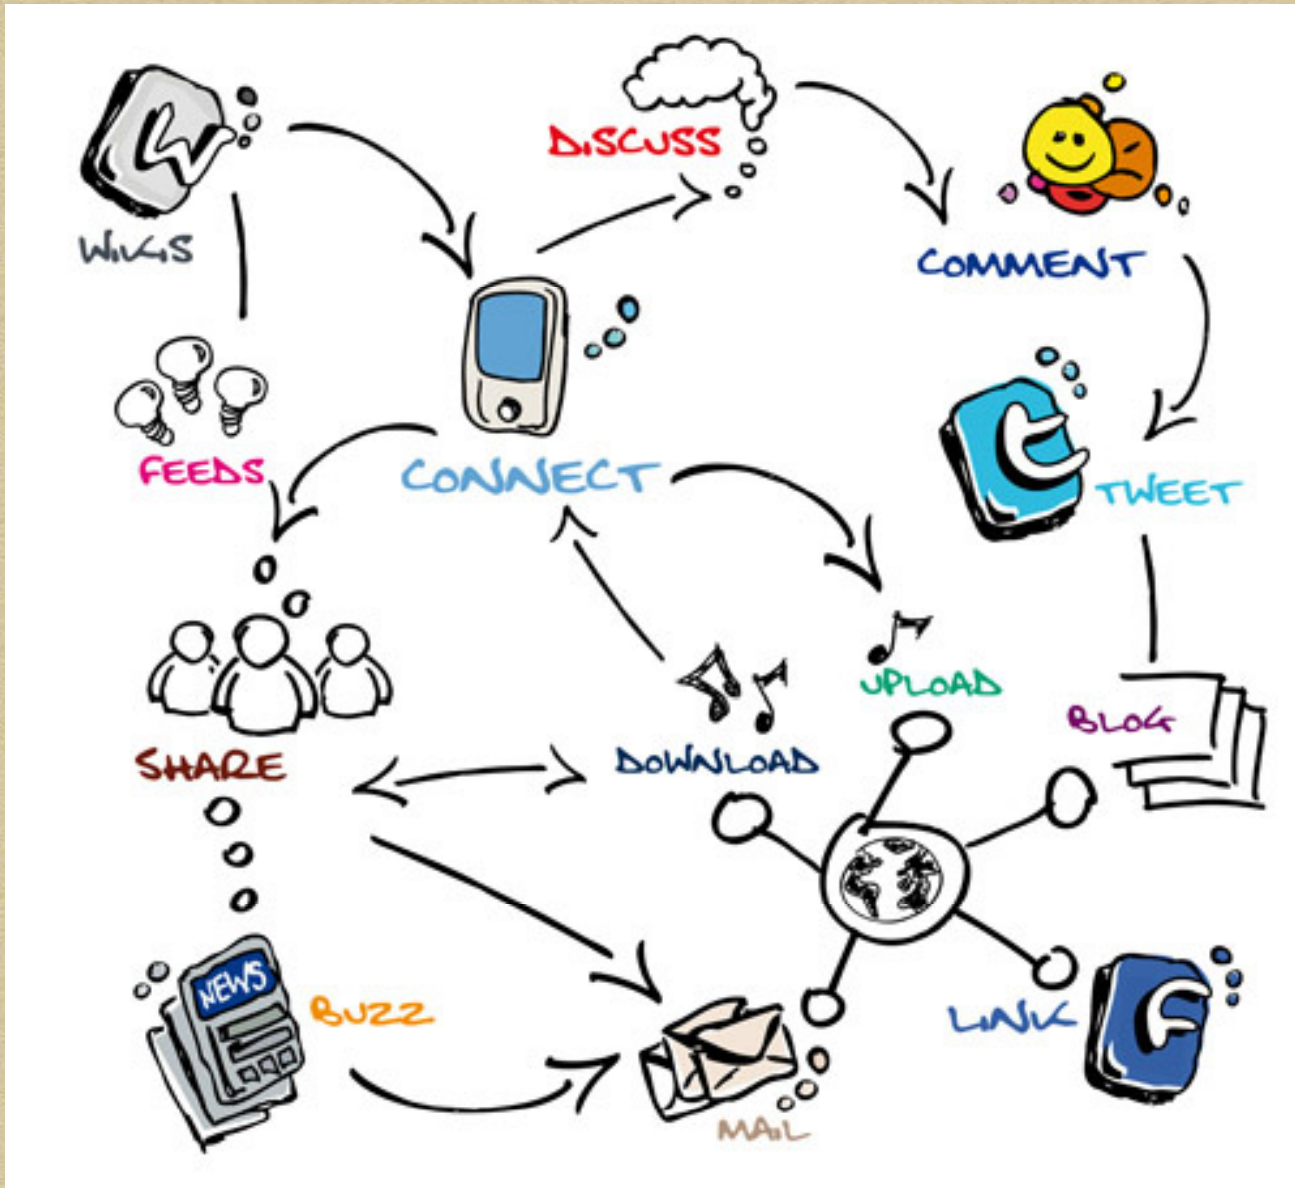 W
WIKIS
DISCUSS
COMMENT
FEEDS
CONNECT
t
TWEET
SHARE
DOWNLOAD
UPLOAD
BLOG
NEWS
BUZZ
MAIL
LINK
F